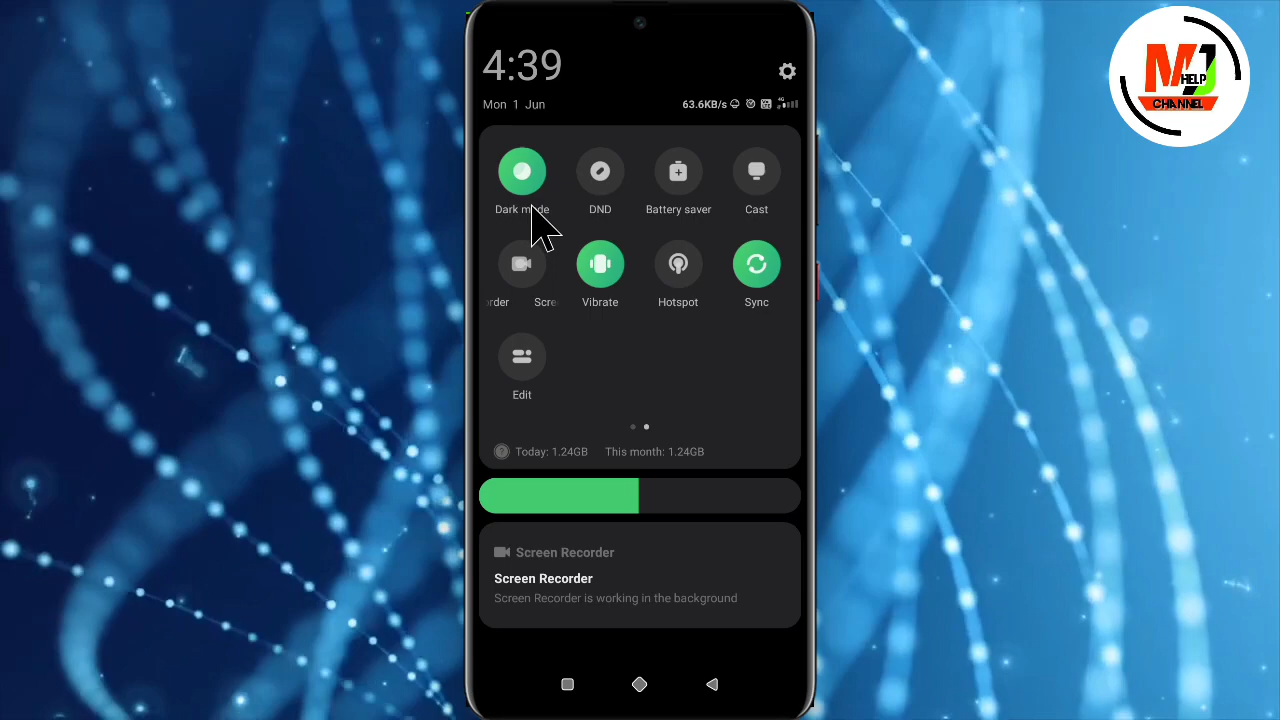 4:39
Mon 1 Jun
63.6KB/s
4G
Dark mode
DND
Battery saver
Cast
Scre
Vibrate
Hotspot
Sync
Edit
Today: 1.24GB This month: 1.24GB
Screen Recorder
Screen Recorder
Screen Recorder is working in the background
MJ
HELP
CHANNEL